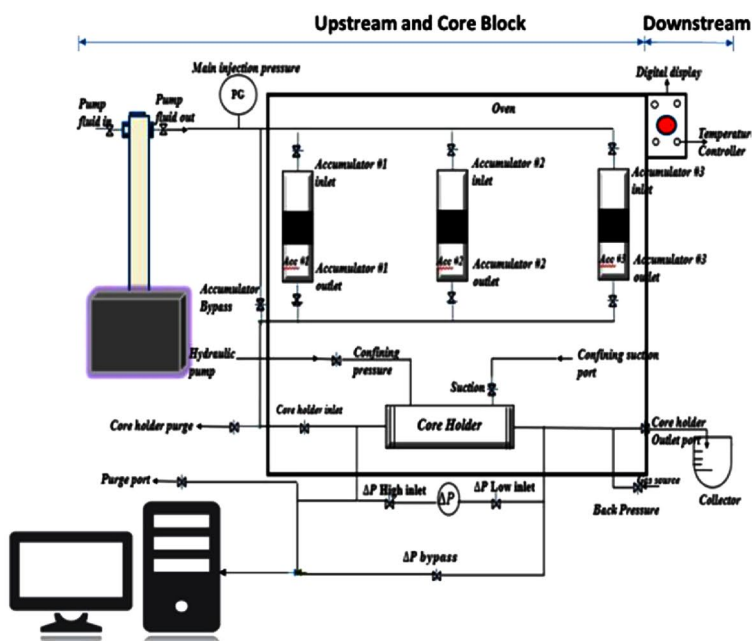 Upstream and Core Block
Downstream
Main injection pressure
Digital display
PG
Oven
Pump
fluid in
Pump
fluid out
Temperature
Controller
Accumulator #1
inlet
Accumulator #2
inlet
Accumulator #3
inlet
Acc #1
Acc #2
Acc #3
Accumulator #1
outlet
Accumulator #2
outlet
Accumulator #3
outlet
Accumulator
Bypass
Hydraulic
pump
Confining
pressure
Confining suction
port
Suction
Core holder inlet
Core holder purge
Core Holder
Core holder
Outlet port
Purge port
ΔP High inlet
ΔP
ΔP Low inlet
Gas source
Back Pressure
Collector
ΔP bypass